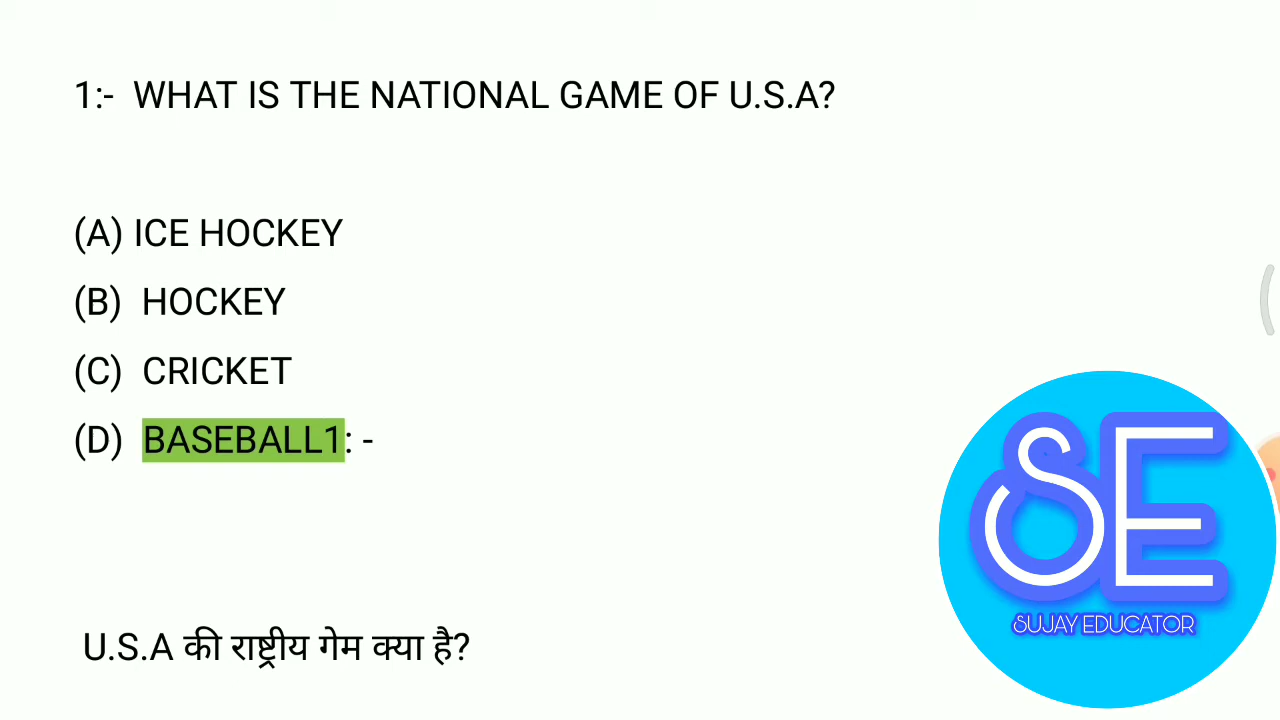 1:- WHAT IS THE NATIONAL GAME OF U.S.A?
(A) ICE HOCKEY
(B) HOCKEY
(C) CRICKET
(D) BASEBALL1: -
U.S.A की राष्ट्रीय गेम क्या है?
SE
SUJAY EDUCATOR